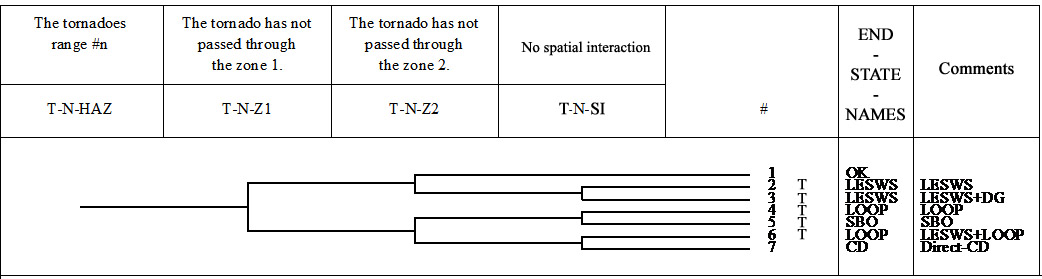 The tornadoes
range #n
The tornado has not
passed through
the zone 1.
The tornado has not
passed through
the zone 2.
No spatial interaction
END
-
STATE
-
NAMES
Comments
T-N-HAZ
T-N-Z1
T-N-Z2
T-N-SI
#
1 OK
2 T LESWS LESWS
3 T LESWS LESWS+DG
4 T LOOP LOOP
5 T SBO SBO
6 T LOOP LESWS+LOOP
7 CD Direct-CD